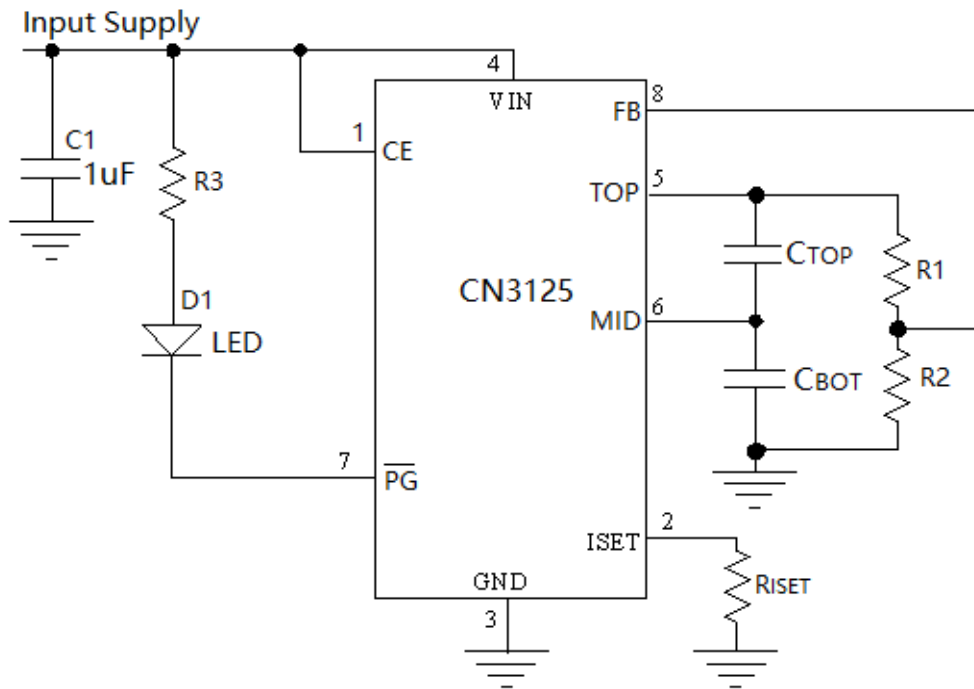 Input Supply
4
VIN
8
FB
1
CE
C1
1uF
R3
5
TOP
CTOP
R1
CN3125
D1
LED
6
MID
CBOT
R2
7
PG
2
ISET
RISET
GND
3